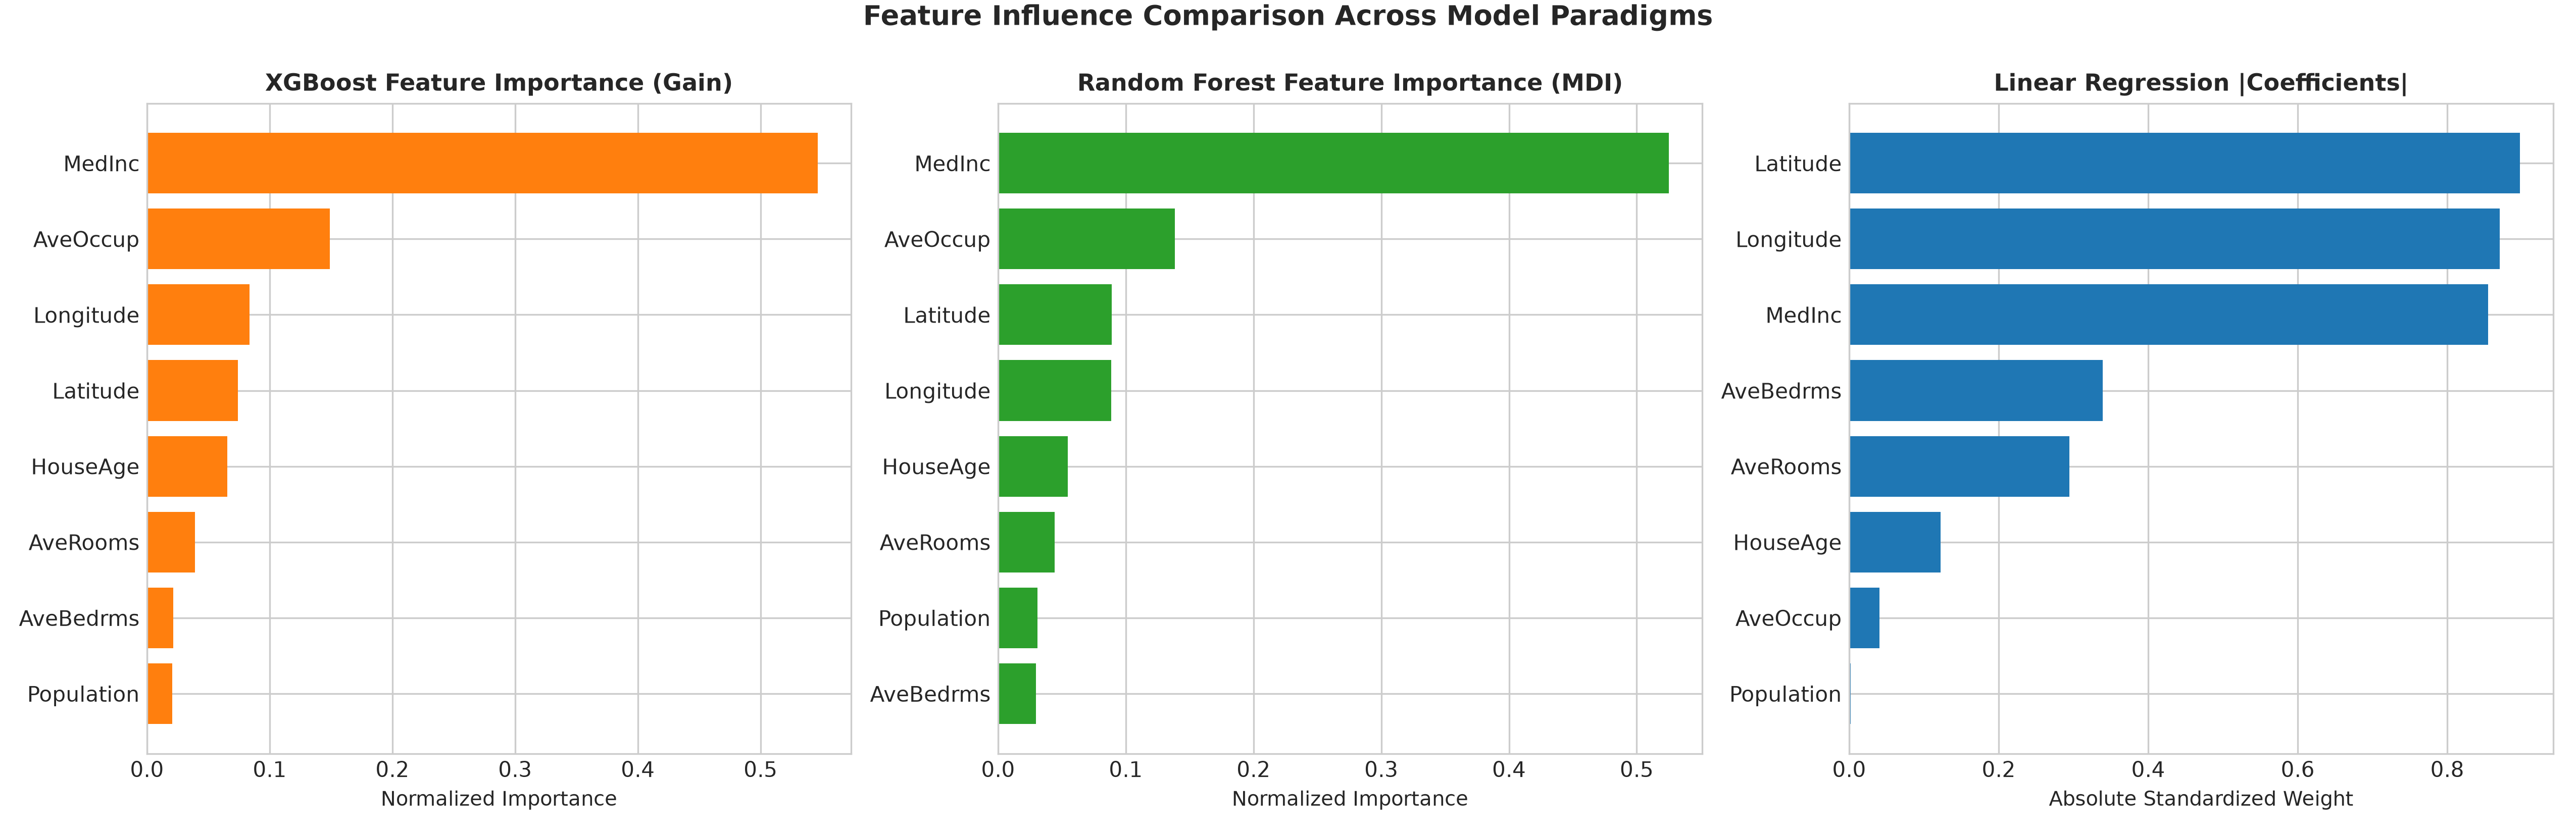 Feature Influence Comparison Across Model Paradigms
XGBoost Feature Importance (Gain)
MedInc
AveOccup
Longitude
Latitude
HouseAge
AveRooms
AveBedrms
Population
0.0 0.1 0.2 0.3 0.4 0.5
Normalized Importance
Random Forest Feature Importance (MDI)
MedInc
AveOccup
Latitude
Longitude
HouseAge
AveRooms
Population
AveBedrms
0.0 0.1 0.2 0.3 0.4 0.5
Normalized Importance
Linear Regression |Coefficients|
Latitude
Longitude
MedInc
AveBedrms
AveRooms
HouseAge
AveOccup
Population
0.0 0.2 0.4 0.6 0.8
Absolute Standardized Weight